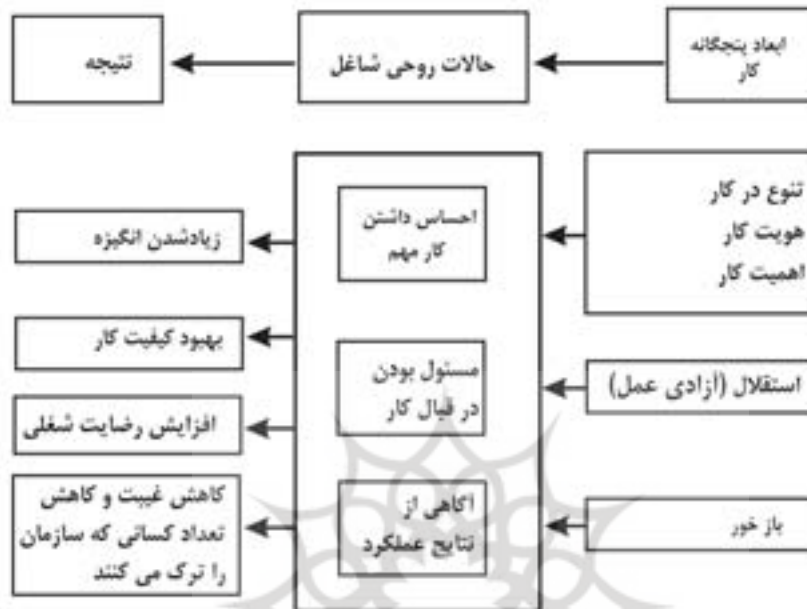 ابعاد پنجگانه
کار
حالات روحی شاغل
نتیجه
تنوع در کار
هویت کار
اهمیت کار
استقلال (آزادی عمل)
باز خور
احساس داشتن
کار مهم
مسئول بودن
در قبال کار
آگاهی از
نتایج عملکرد
زیادشدن انگیزه
بهبود کیفیت کار
افزایش رضایت شغلی
کاهش غیبت و کاهش
تعداد کسانی که سازمان
را ترک می کنند